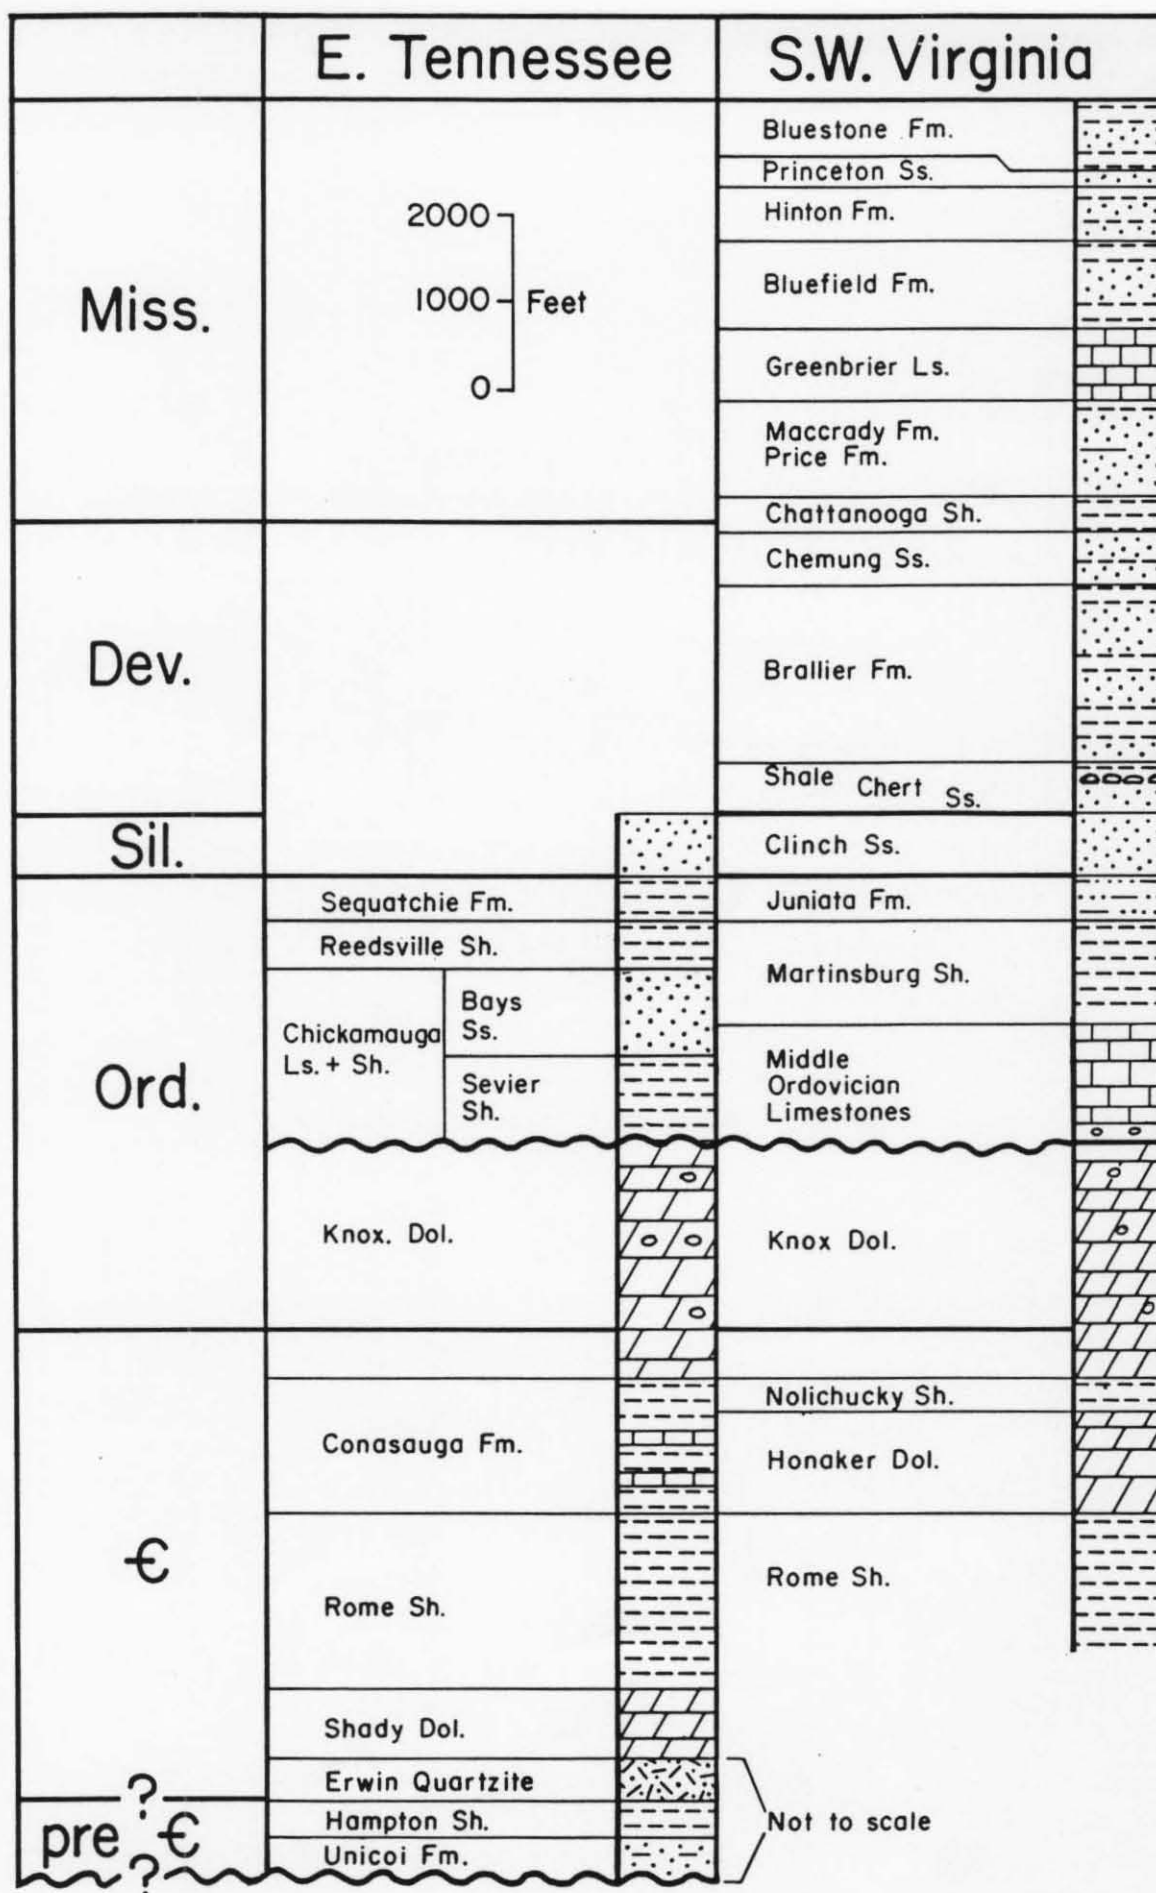 E. Tennessee
S.W. Virginia
Miss.
2000
1000
Feet
0
Bluestone Fm.
Princeton Ss.
Hinton Fm.
Bluefield Fm.
Greenbrier Ls.
Maccrady Fm.
Price Fm.
Chattanooga Sh.
Dev.
Chemung Ss.
Brallier Fm.
Shale Chert Ss.
Sil.
Clinch Ss.
Ord.
Sequatchie Fm.
Reedsville Sh.
Chickamauga
Ls. + Sh.
Bays
Ss.
Sevier
Sh.
Knox. Dol.
Juniata Fm.
Martinsburg Sh.
Middle
Ordovician
Limestones
Knox Dol.
Є
Conasauga Fm.
Rome Sh.
Shady Dol.
Erwin Quartzite
Nolichucky Sh.
Honaker Dol.
Rome Sh.
?
pre Є
?
Hampton Sh.
Unicoi Fm.
Not to scale